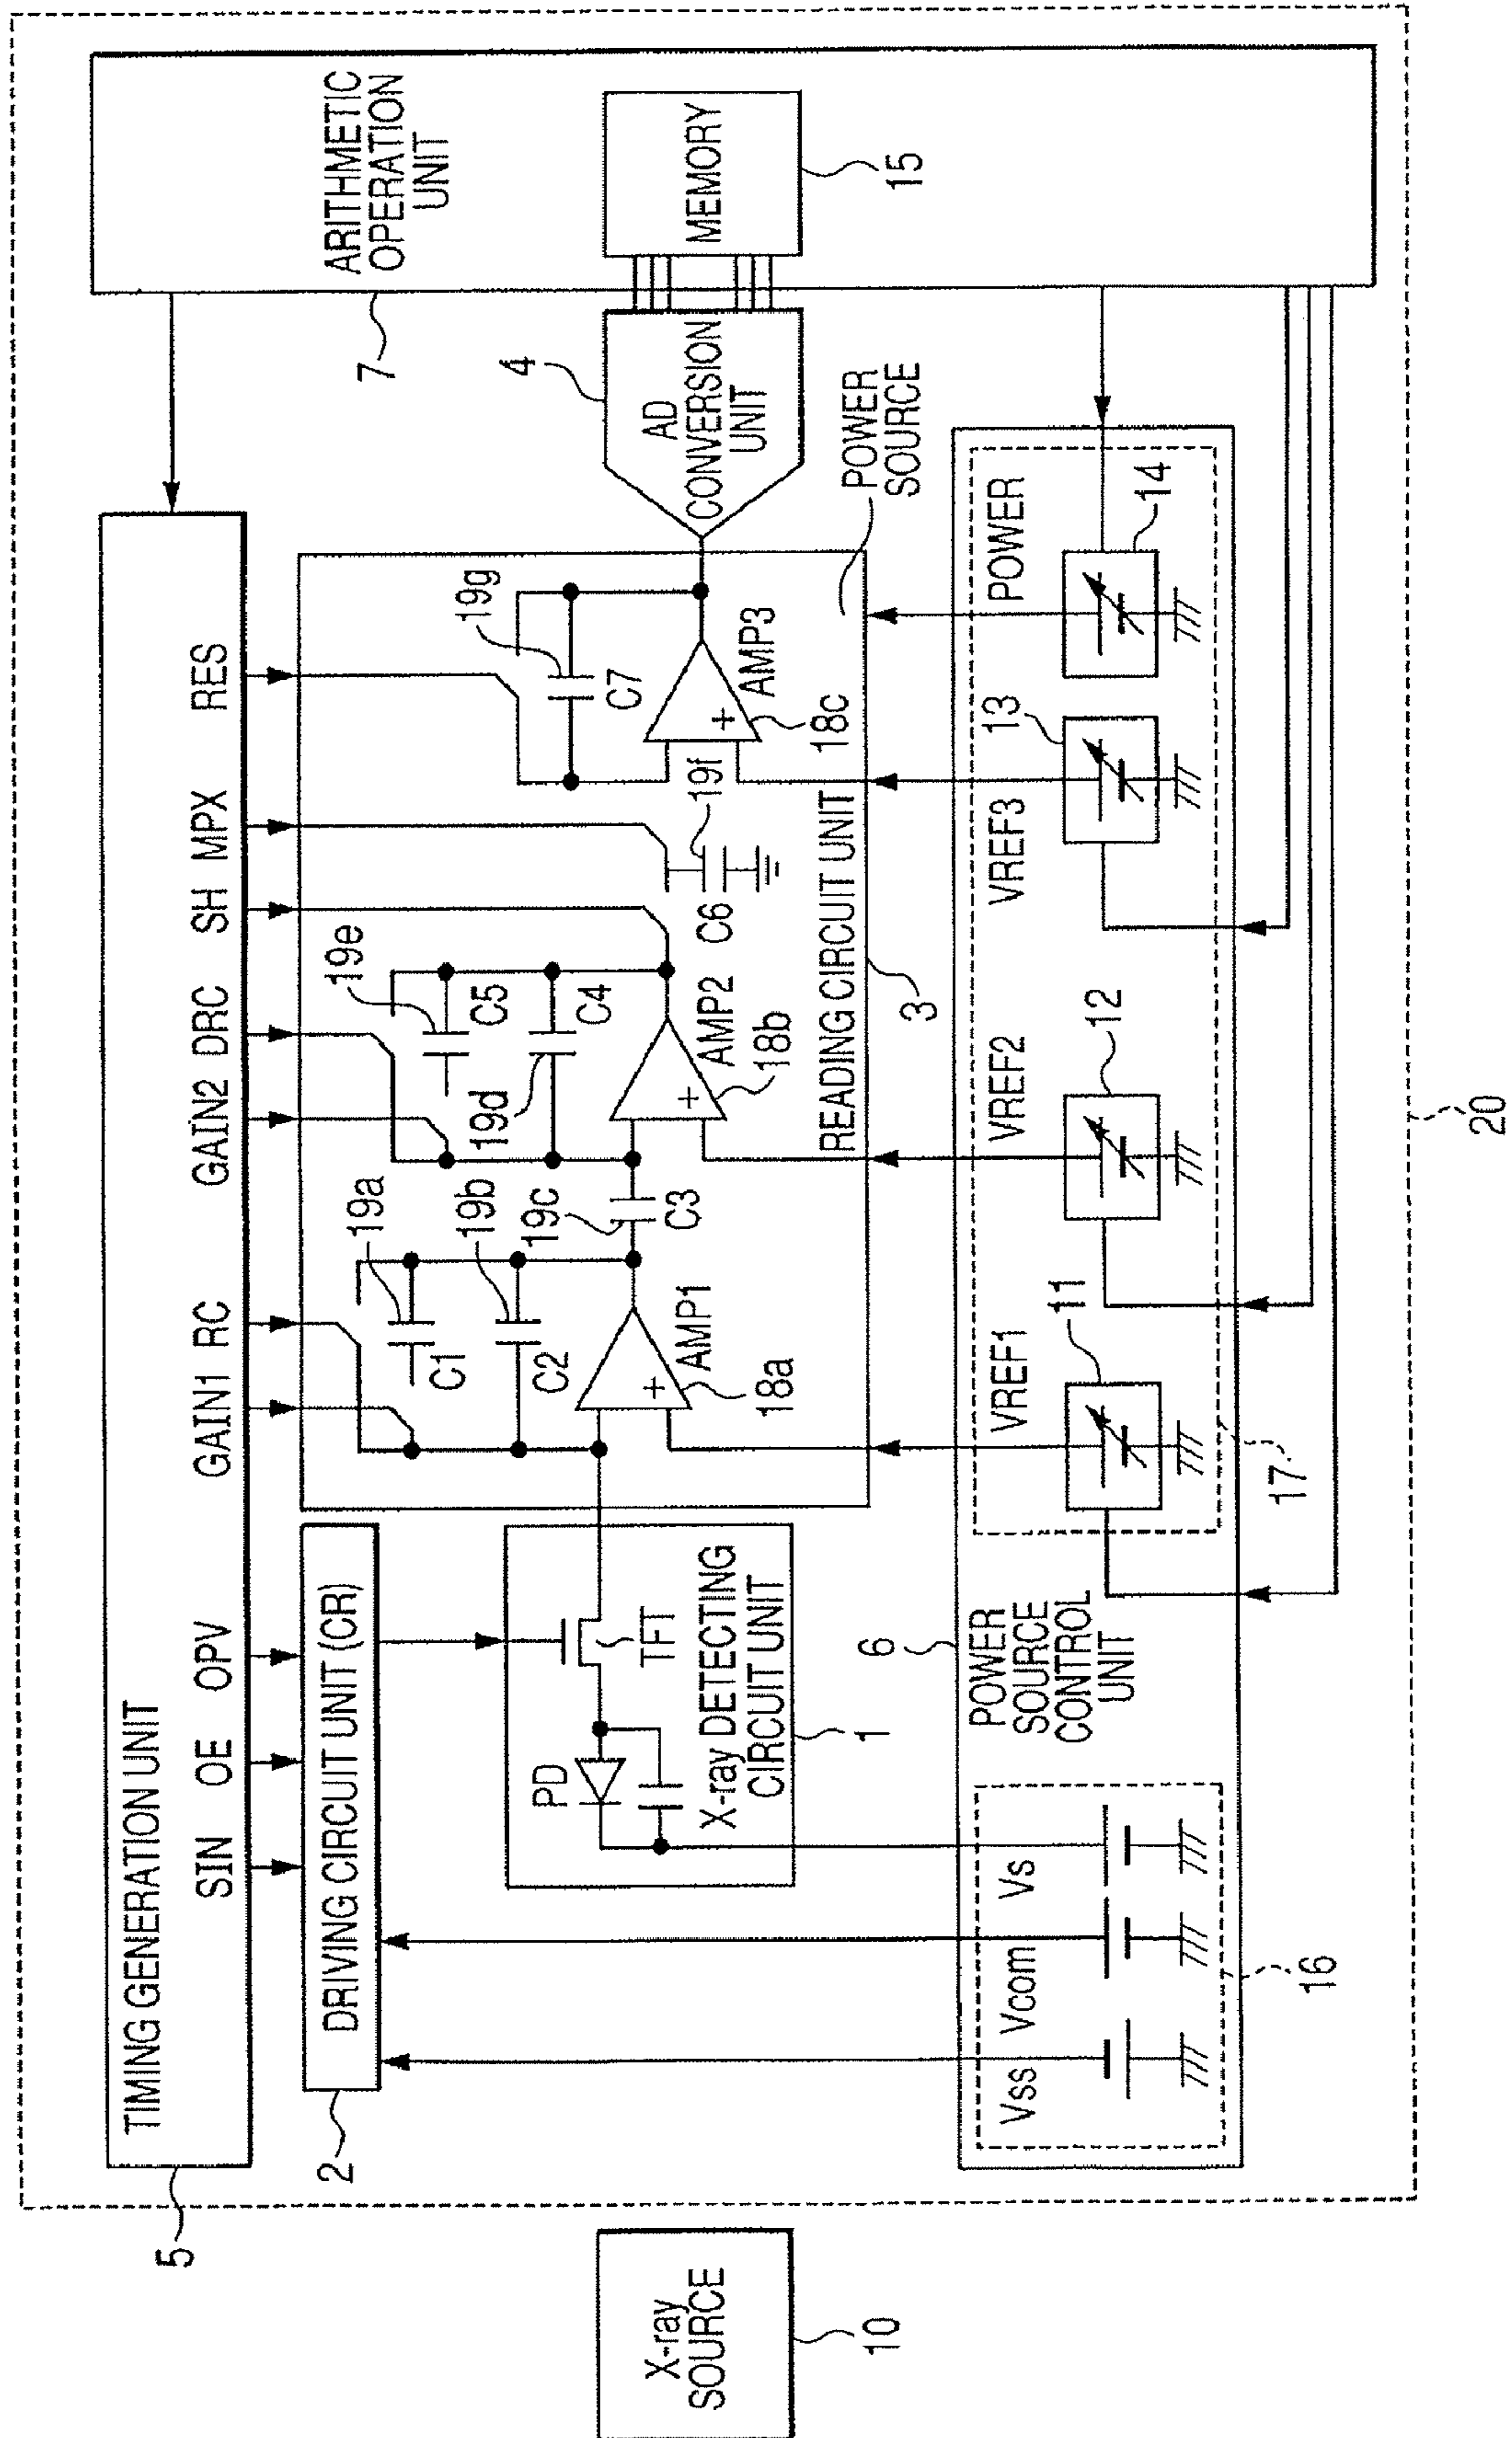 TIMING GENERATION UNIT
5
SIN
OE
OPV
GAIN1
RC
GAIN2
DRC
SH
MPX
RES
ARITHMETIC
OPERATION
UNIT
7
DRIVING CIRCUIT UNIT (CR)
2
19a
C1
19b
C2
AMP1
18a
19c
C3
19e
C5
19d
C4
AMP2
18b
C6
19f
19g
C7
AMP3
18c
READING CIRCUIT UNIT
3
4
AD
CONVERSION
UNIT
MEMORY
15
POWER
SOURCE
X-ray
SOURCE
10
PD
TFT
X-ray DETECTING
CIRCUIT UNIT
1
6
POWER
SOURCE
CONTROL
UNIT
Vss
Vcom
Vs
16
VREF1
11
VREF2
12
VREF3
13
POWER
14
17
20
+
+
+